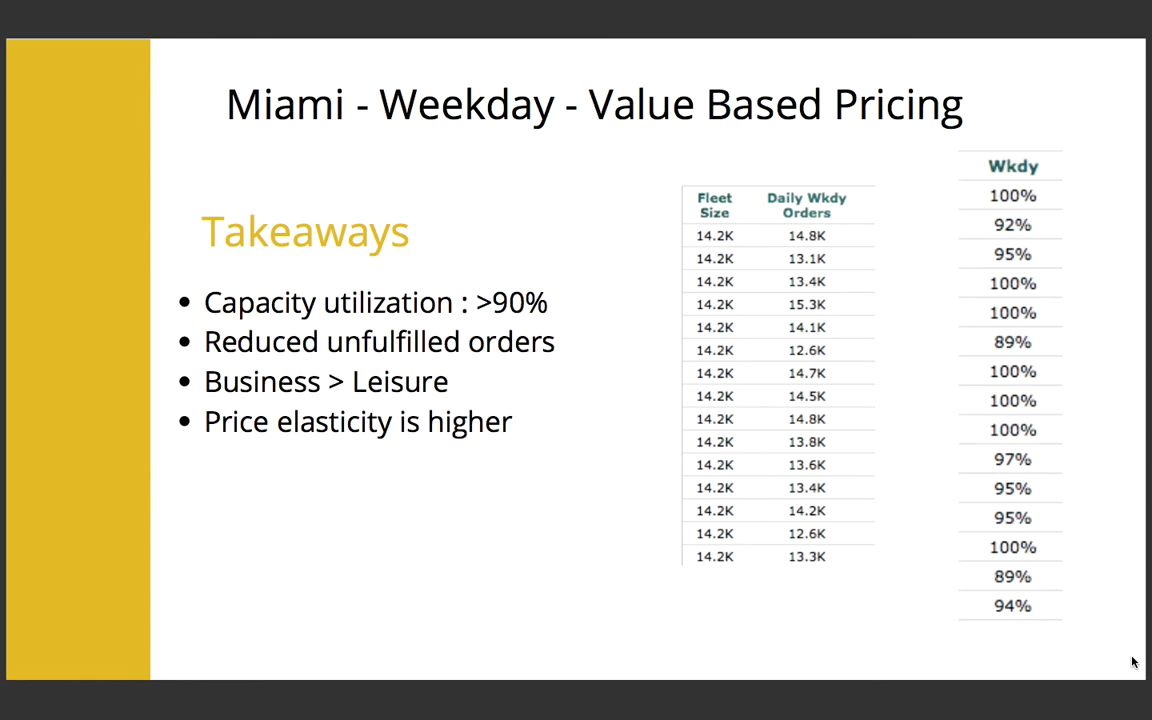 Miami - Weekday - Value Based Pricing
Takeaways
• Capacity utilization : >90%
• Reduced unfulfilled orders
• Business > Leisure
• Price elasticity is higher
Fleet Size Daily Wkdy Orders
14.2K 14.8K
14.2K 13.1K
14.2K 13.4K
14.2K 15.3K
14.2K 14.1K
14.2K 12.6K
14.2K 14.7K
14.2K 14.5K
14.2K 14.8K
14.2K 13.8K
14.2K 13.6K
14.2K 13.4K
14.2K 14.2K
14.2K 12.6K
14.2K 13.3K
Wkdy
100%
92%
95%
100%
100%
89%
100%
100%
100%
97%
95%
95%
100%
89%
94%